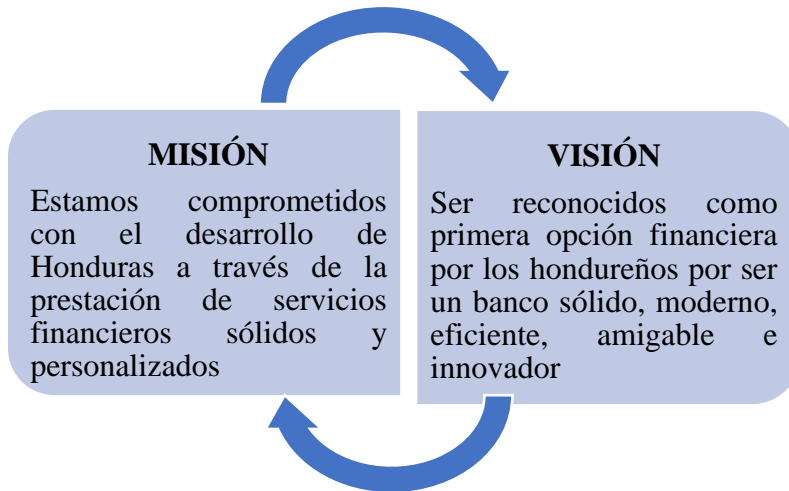 MISIÓN
Estamos comprometidos
con el desarrollo de
Honduras a través de la
prestación de servicios
financieros sólidos y
personalizados
VISIÓN
Ser reconocidos como
primera opción financiera
por los hondureños por ser
un banco sólido, moderno,
eficiente, amigable e
innovador